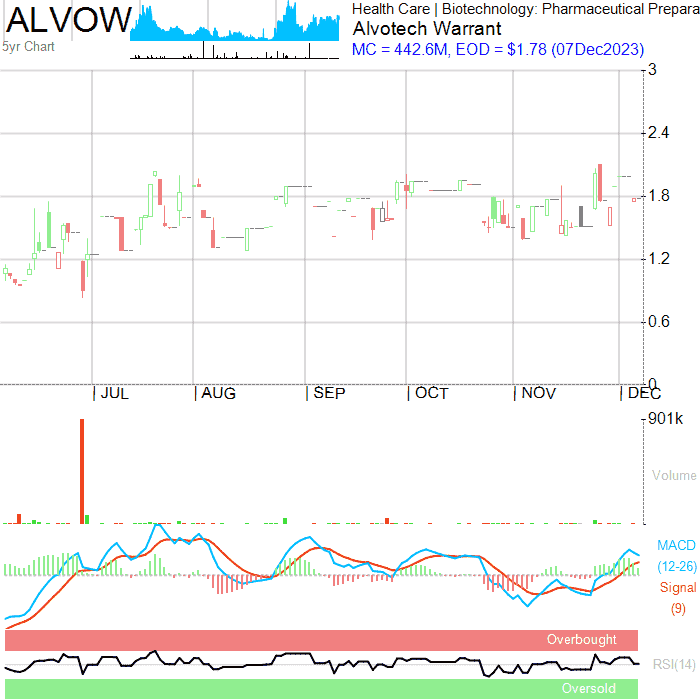 ALVOW
5yr Chart
Health Care | Biotechnology: Pharmaceutical Prepara
Alvotech Warrant
MC = 442.6M, EOD = $1.78 (07Dec2023)
3
2.4
1.8
1.2
0.6
0
| JUL | AUG | SEP | OCT | NOV | DEC
901k
Volume
MACD
(12-26)
Signal
(9)
Overbought
RSI(14)
Oversold